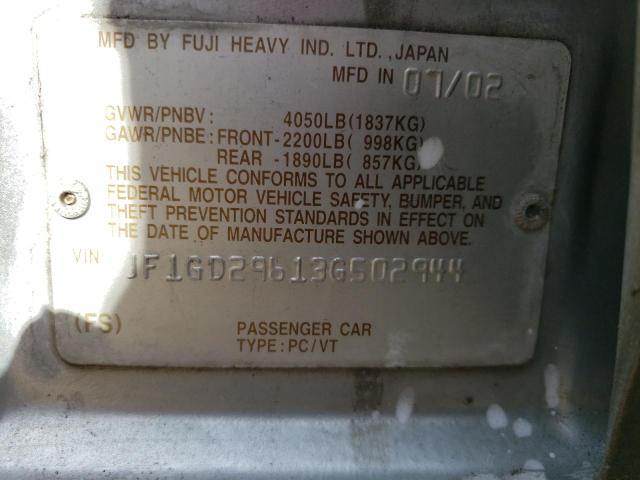 MFD BY FUJI HEAVY IND. LTD.,JAPAN
MFD IN 07/02
GVWR/PNBV: 4050LB(1837KG)
GAWR/PNBE: FRONT-2200LB( 998KG)
REAR -1890LB( 857KG)
THIS VEHICLE CONFORMS TO ALL APPLICABLE
FEDERAL MOTOR VEHICLE SAFETY, BUMPER, AND
THEFT PREVENTION STANDARDS IN EFFECT ON
THE DATE OF MANUFACTURE SHOWN ABOVE.
VIN JF1GD29613G502944
(FS) PASSENGER CAR
TYPE:PC/VT